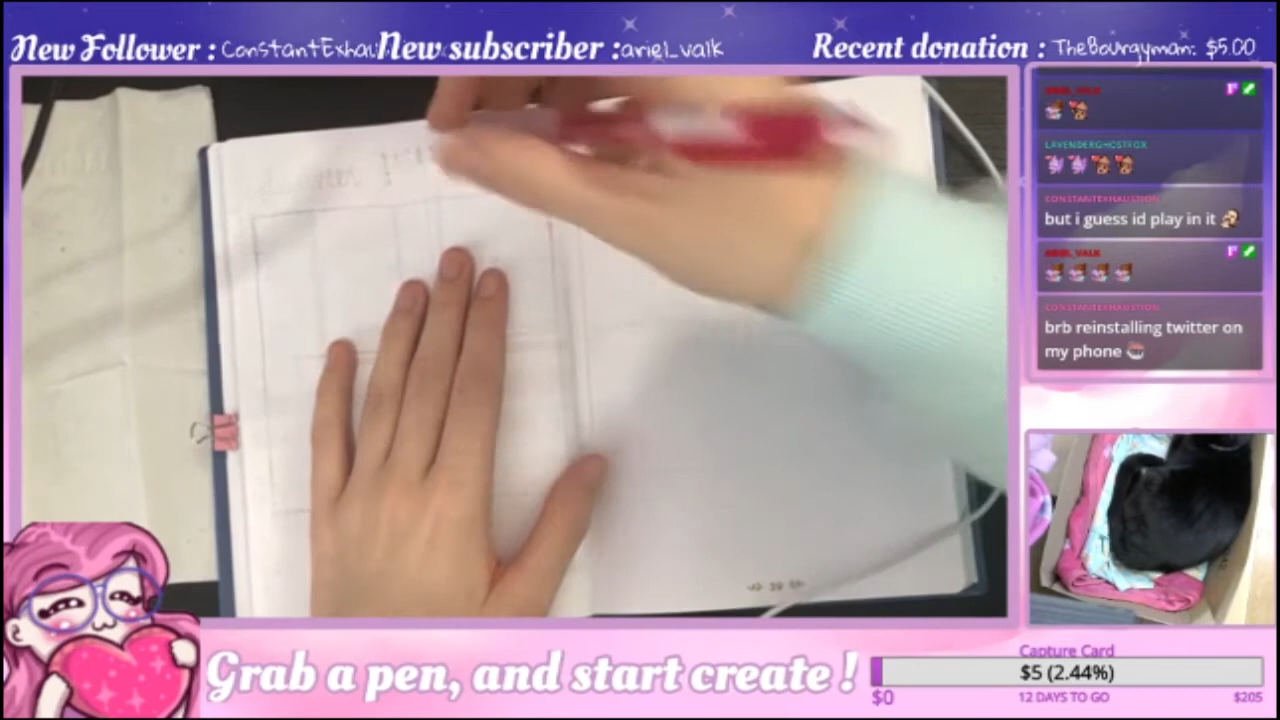 New Follower : ConstantExhau
New subscriber : ariel_valk
Recent donation : TheBourgyman: $5.00
ARIEL_VALK
LAVENDERGHOSTFOX
CONSTANTEXHAUSTION
but i guess id play in it
ARIEL_VALK
CONSTANTEXHAUSTION
brb reinstalling twitter on
my phone
Grab a pen, and start create !
Capture Card
$5 (2.44%)
$0
12 DAYS TO GO
$205